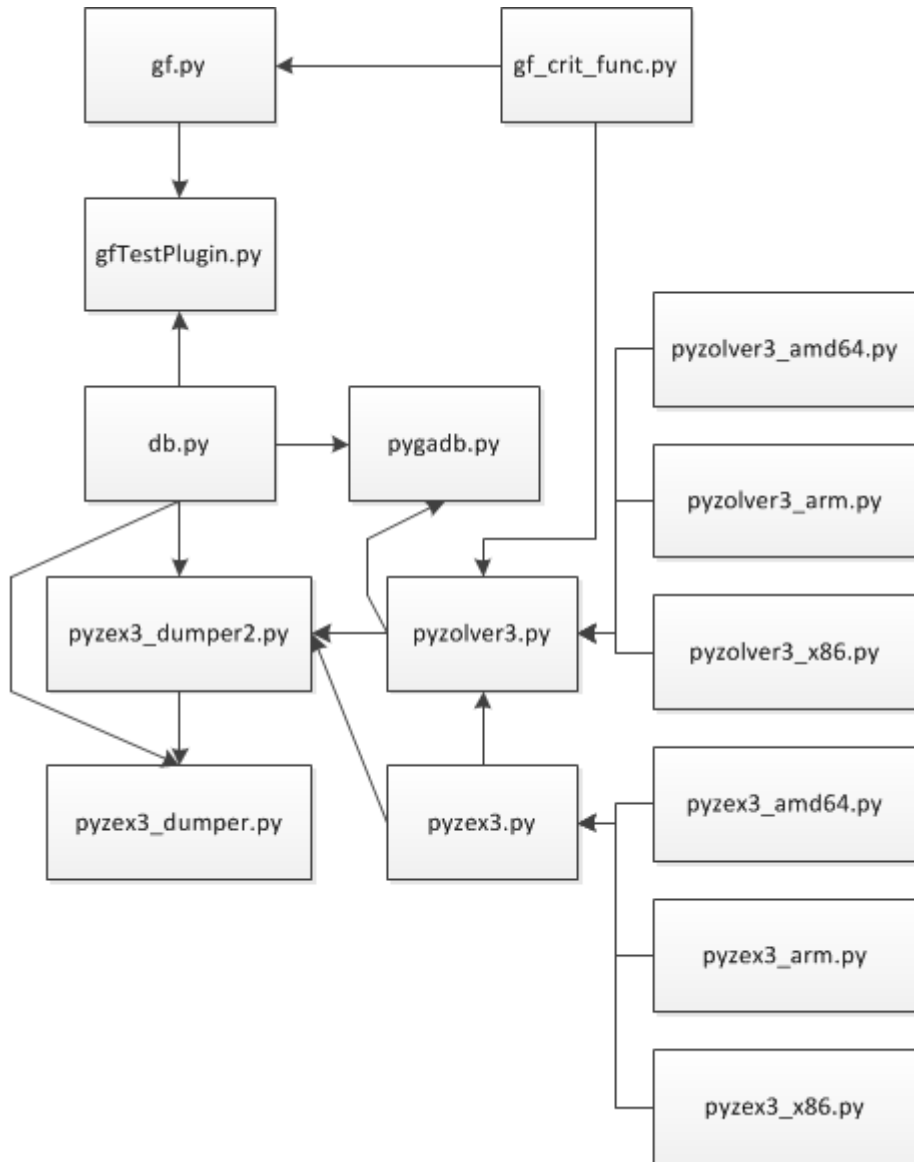 gf.py
gf_crit_func.py
gfTestPlugin.py
pyzolver3_amd64.py
db.py
pygadb.py
pyzolver3_arm.py
pyzex3_dumper2.py
pyzolver3.py
pyzolver3_x86.py
pyzex3_dumper.py
pyzex3.py
pyzex3_amd64.py
pyzex3_arm.py
pyzex3_x86.py